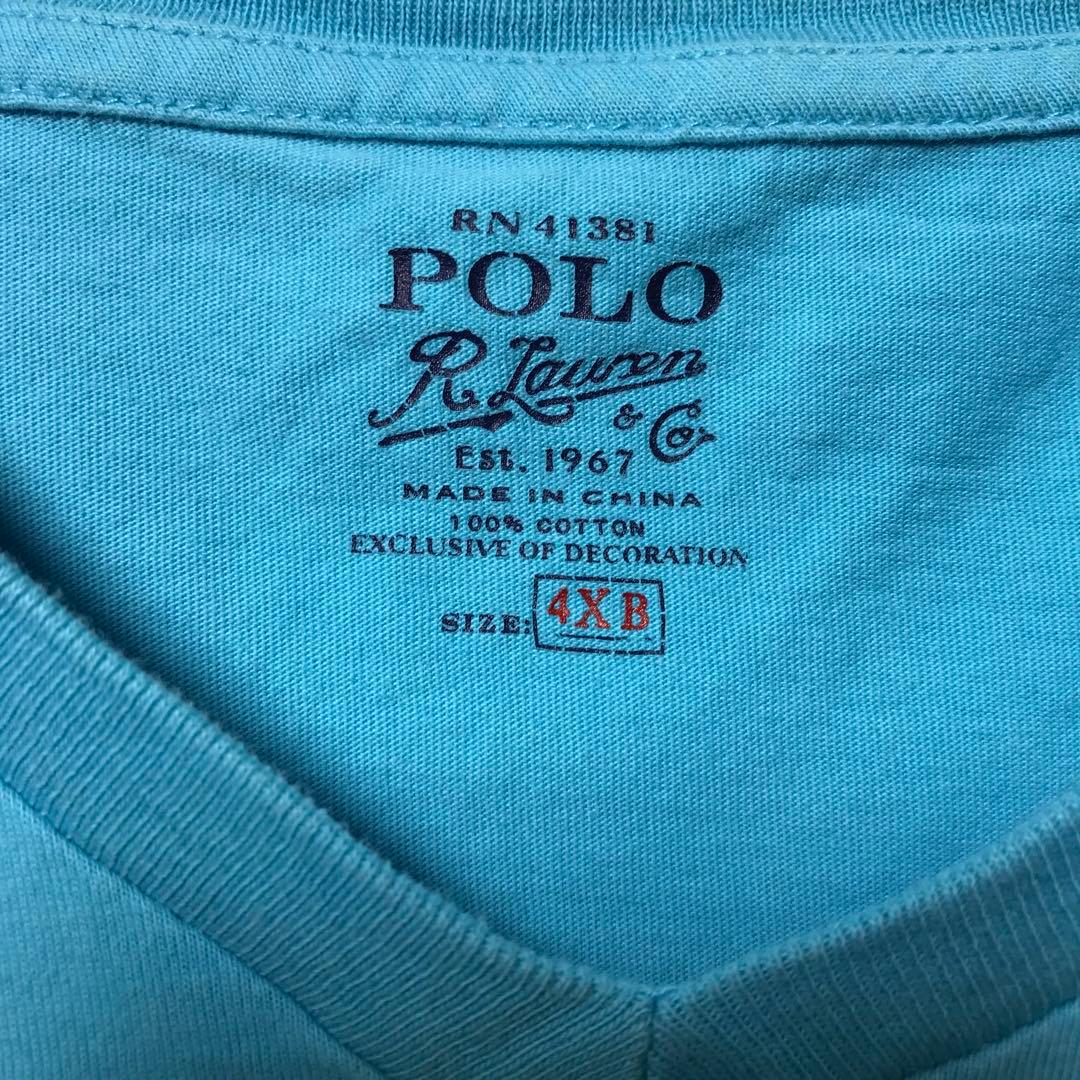 RN 41381
POLO
R. Lauren
& Co.
Est. 1967
MADE IN CHINA
100% COTTON
EXCLUSIVE OF DECORATION
SIZE: 4XB